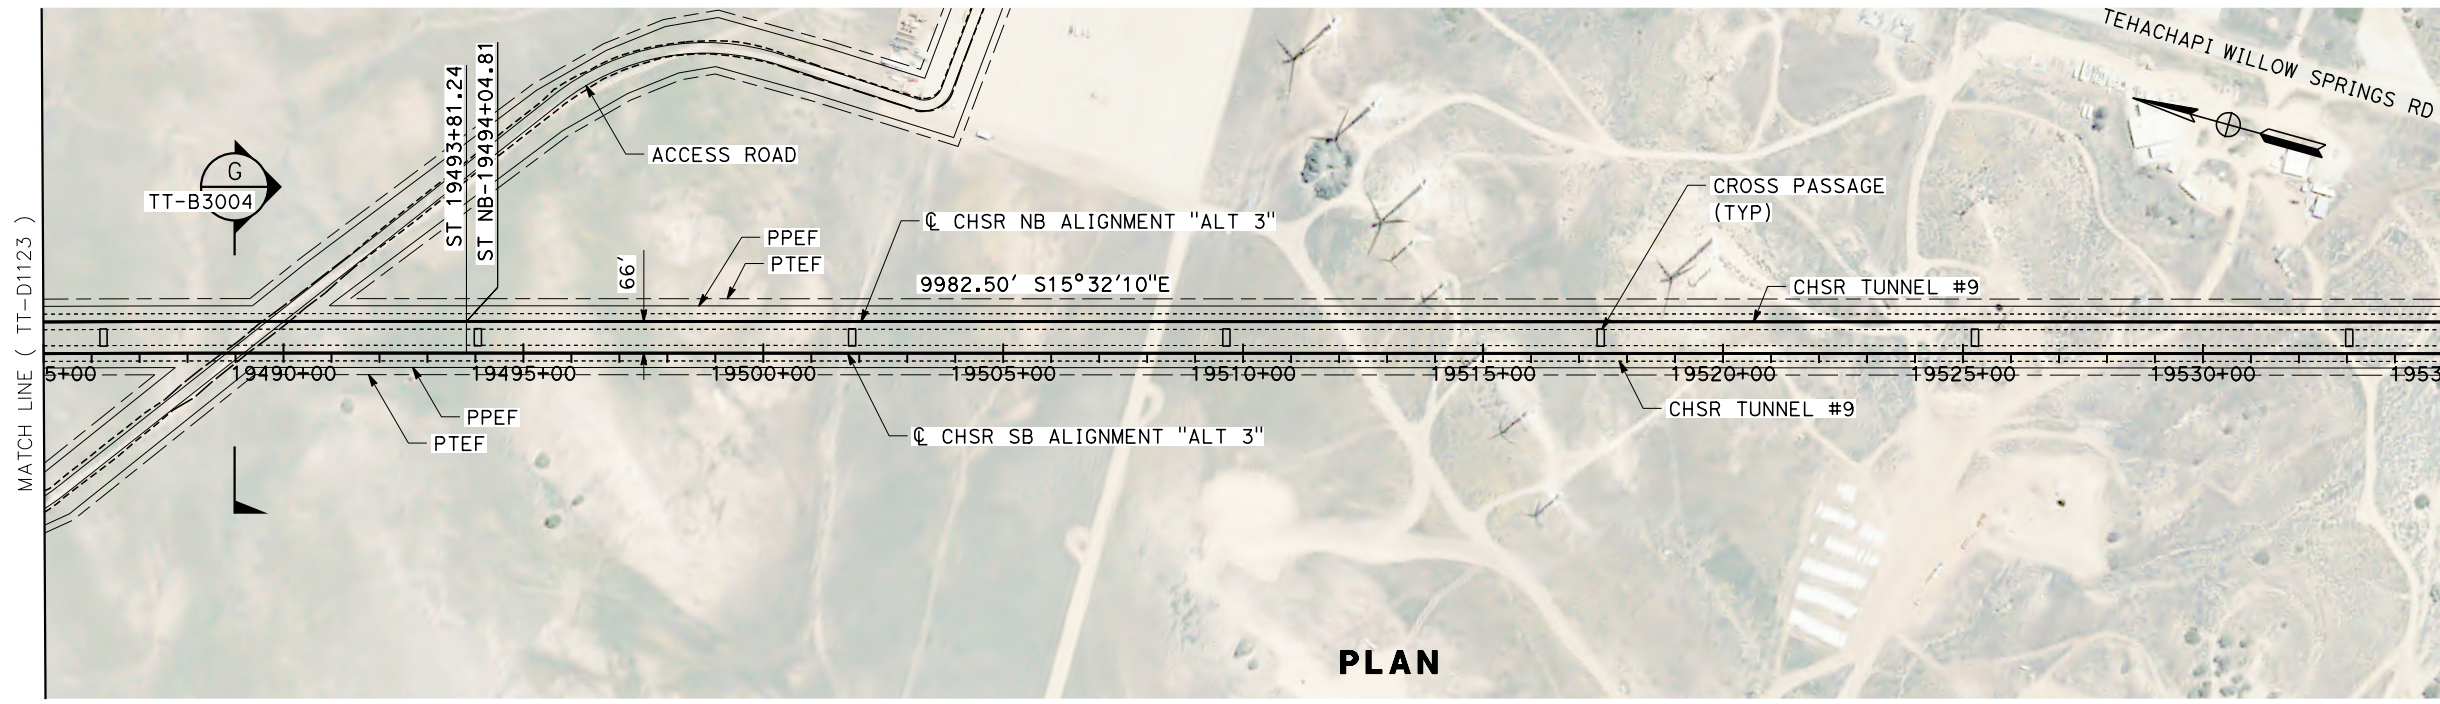 TEHACHAPI WILLOW SPRINGS RD
ST 19493+81.24
ST NB-19494+04.81
ACCESS ROAD
G
TT-B3004
CROSS PASSAGE
(TYP)
℄ CHSR NB ALIGNMENT "ALT 3"
PPEF
PTEF
66'
9982.50' S15°32'10"E
CHSR TUNNEL #9
MATCH LINE ( TT-D1123 )
5+00
19490+00
19495+00
19500+00
19505+00
19510+00
19515+00
19520+00
19525+00
19530+00
1953
PPEF
PTEF
CHSR TUNNEL #9
℄ CHSR SB ALIGNMENT "ALT 3"
PLAN